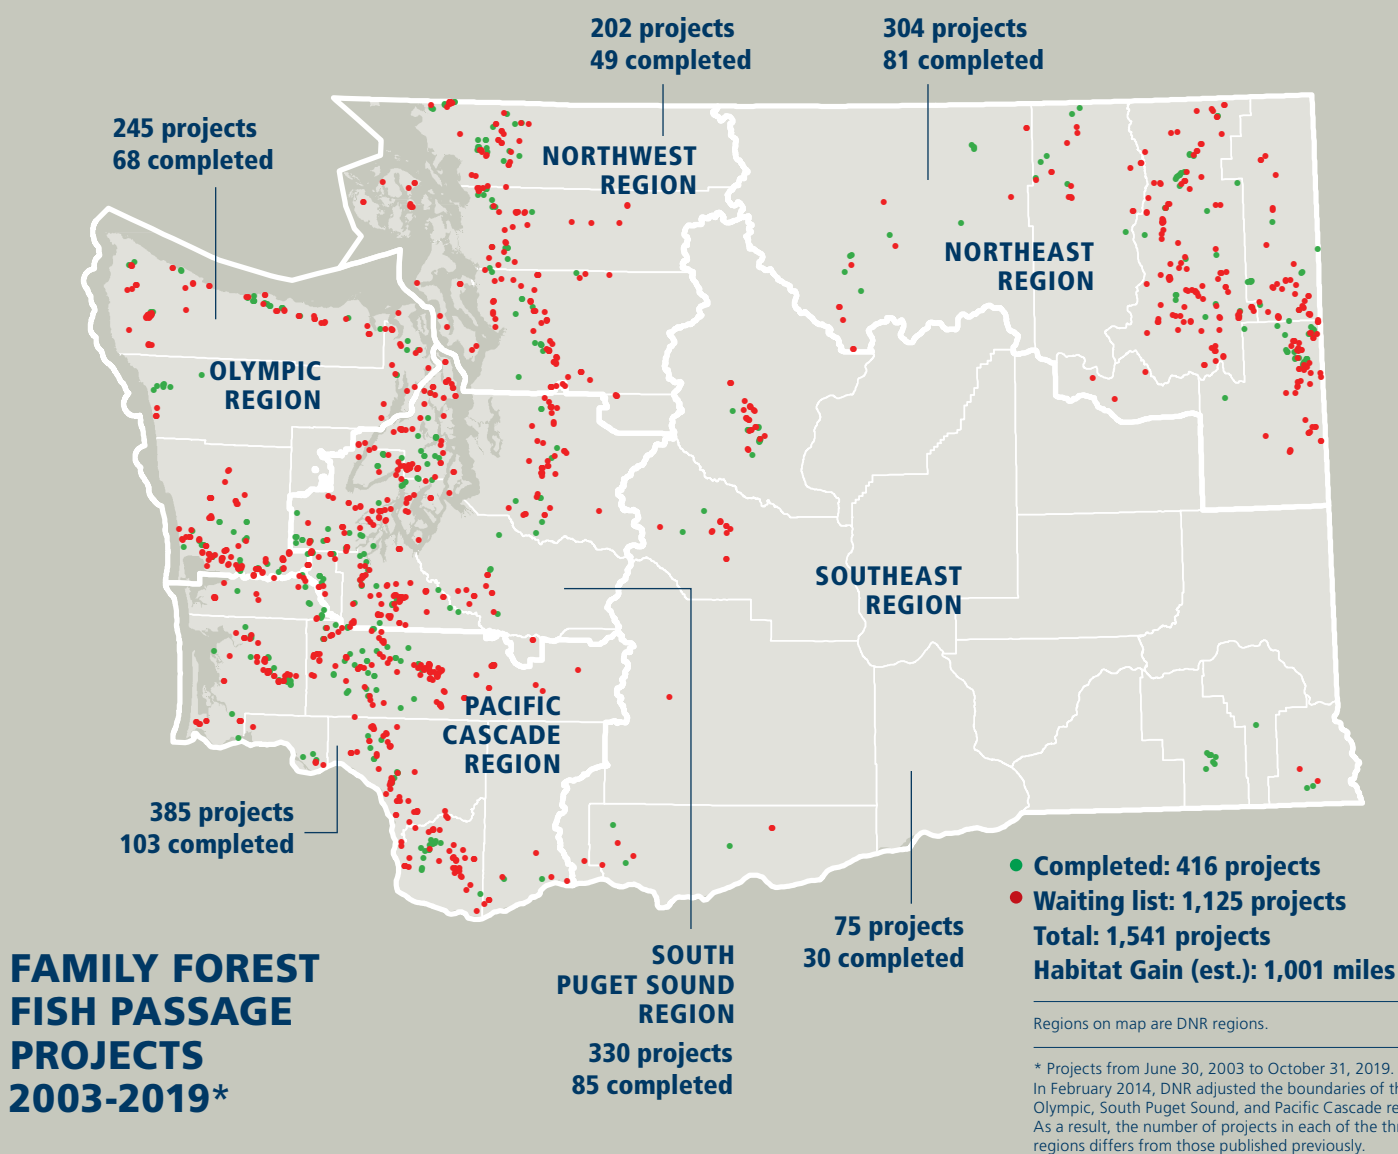 202 projects
49 completed
304 projects
81 completed
245 projects
68 completed
NORTHWEST
REGION
NORTHEAST
REGION
OLYMPIC
REGION
SOUTHEAST
REGION
PACIFIC
CASCADE
REGION
385 projects
103 completed
75 projects
30 completed
SOUTH
PUGET SOUND
REGION
330 projects
85 completed
FAMILY FOREST
FISH PASSAGE
PROJECTS
2003-2019*
Completed: 416 projects
Waiting list: 1,125 projects
Total: 1,541 projects
Habitat Gain (est.): 1,001 miles
Regions on map are DNR regions.
* Projects from June 30, 2003 to October 31, 2019.
In February 2014, DNR adjusted the boundaries of
Olympic, South Puget Sound, and Pacific Cascade
As a result, the number of projects in each of the
regions differs from those published previously.